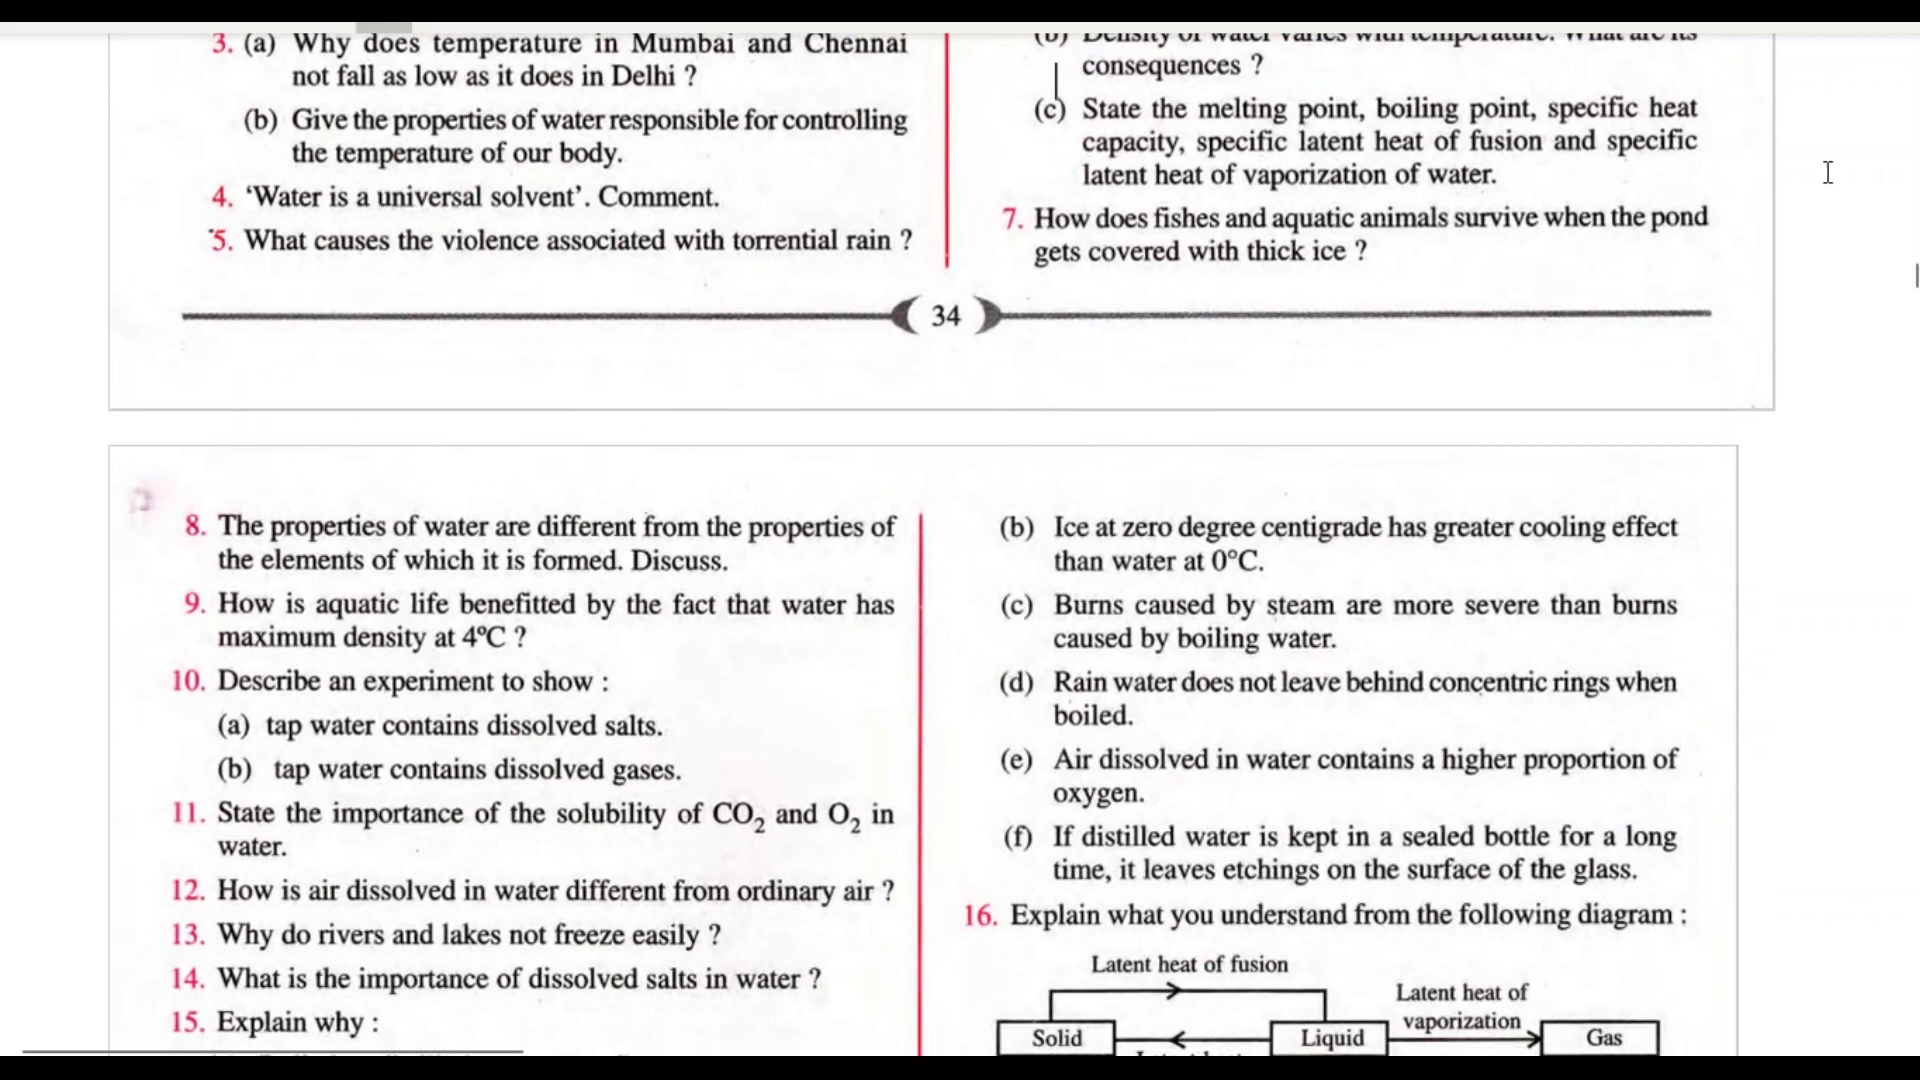 3. (a) Why does temperature in Mumbai and Chennai
not fall as low as it does in Delhi ?
(b) Give the properties of water responsible for controlling
the temperature of our body.
4. ‘Water is a universal solvent’. Comment.
5. What causes the violence associated with torrential rain ?
(b) Density of water varies with temperature. What are its
consequences ?
(c) State the melting point, boiling point, specific heat
capacity, specific latent heat of fusion and specific
latent heat of vaporization of water.
7. How does fishes and aquatic animals survive when the pond
gets covered with thick ice ?
34
8. The properties of water are different from the properties of
the elements of which it is formed. Discuss.
9. How is aquatic life benefitted by the fact that water has
maximum density at 4ºC ?
10. Describe an experiment to show :
(a) tap water contains dissolved salts.
(b) tap water contains dissolved gases.
11. State the importance of the solubility of CO₂ and O₂ in
water.
12. How is air dissolved in water different from ordinary air ?
13. Why do rivers and lakes not freeze easily ?
14. What is the importance of dissolved salts in water ?
15. Explain why :
(b) Ice at zero degree centigrade has greater cooling effect
than water at 0°C.
(c) Burns caused by steam are more severe than burns
caused by boiling water.
(d) Rain water does not leave behind concentric rings when
boiled.
(e) Air dissolved in water contains a higher proportion of
oxygen.
(f) If distilled water is kept in a sealed bottle for a long
time, it leaves etchings on the surface of the glass.
16. Explain what you understand from the following diagram :
Latent heat of fusion
Latent heat of
vaporization
Solid
Liquid
Gas